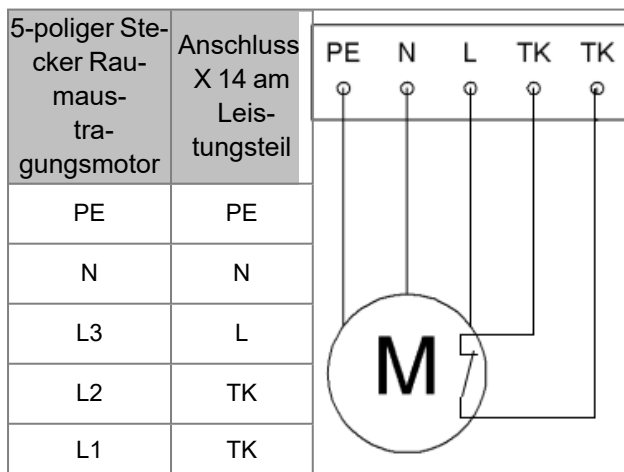 5-poliger Ste-
cker Rau-
maus-
tra-
gungsmotor
Anschluss
X 14 am
Leis-
tungsteil
PE PE
N N
L3 L
L2 TK
L1 TK
PE N L TK TK
M